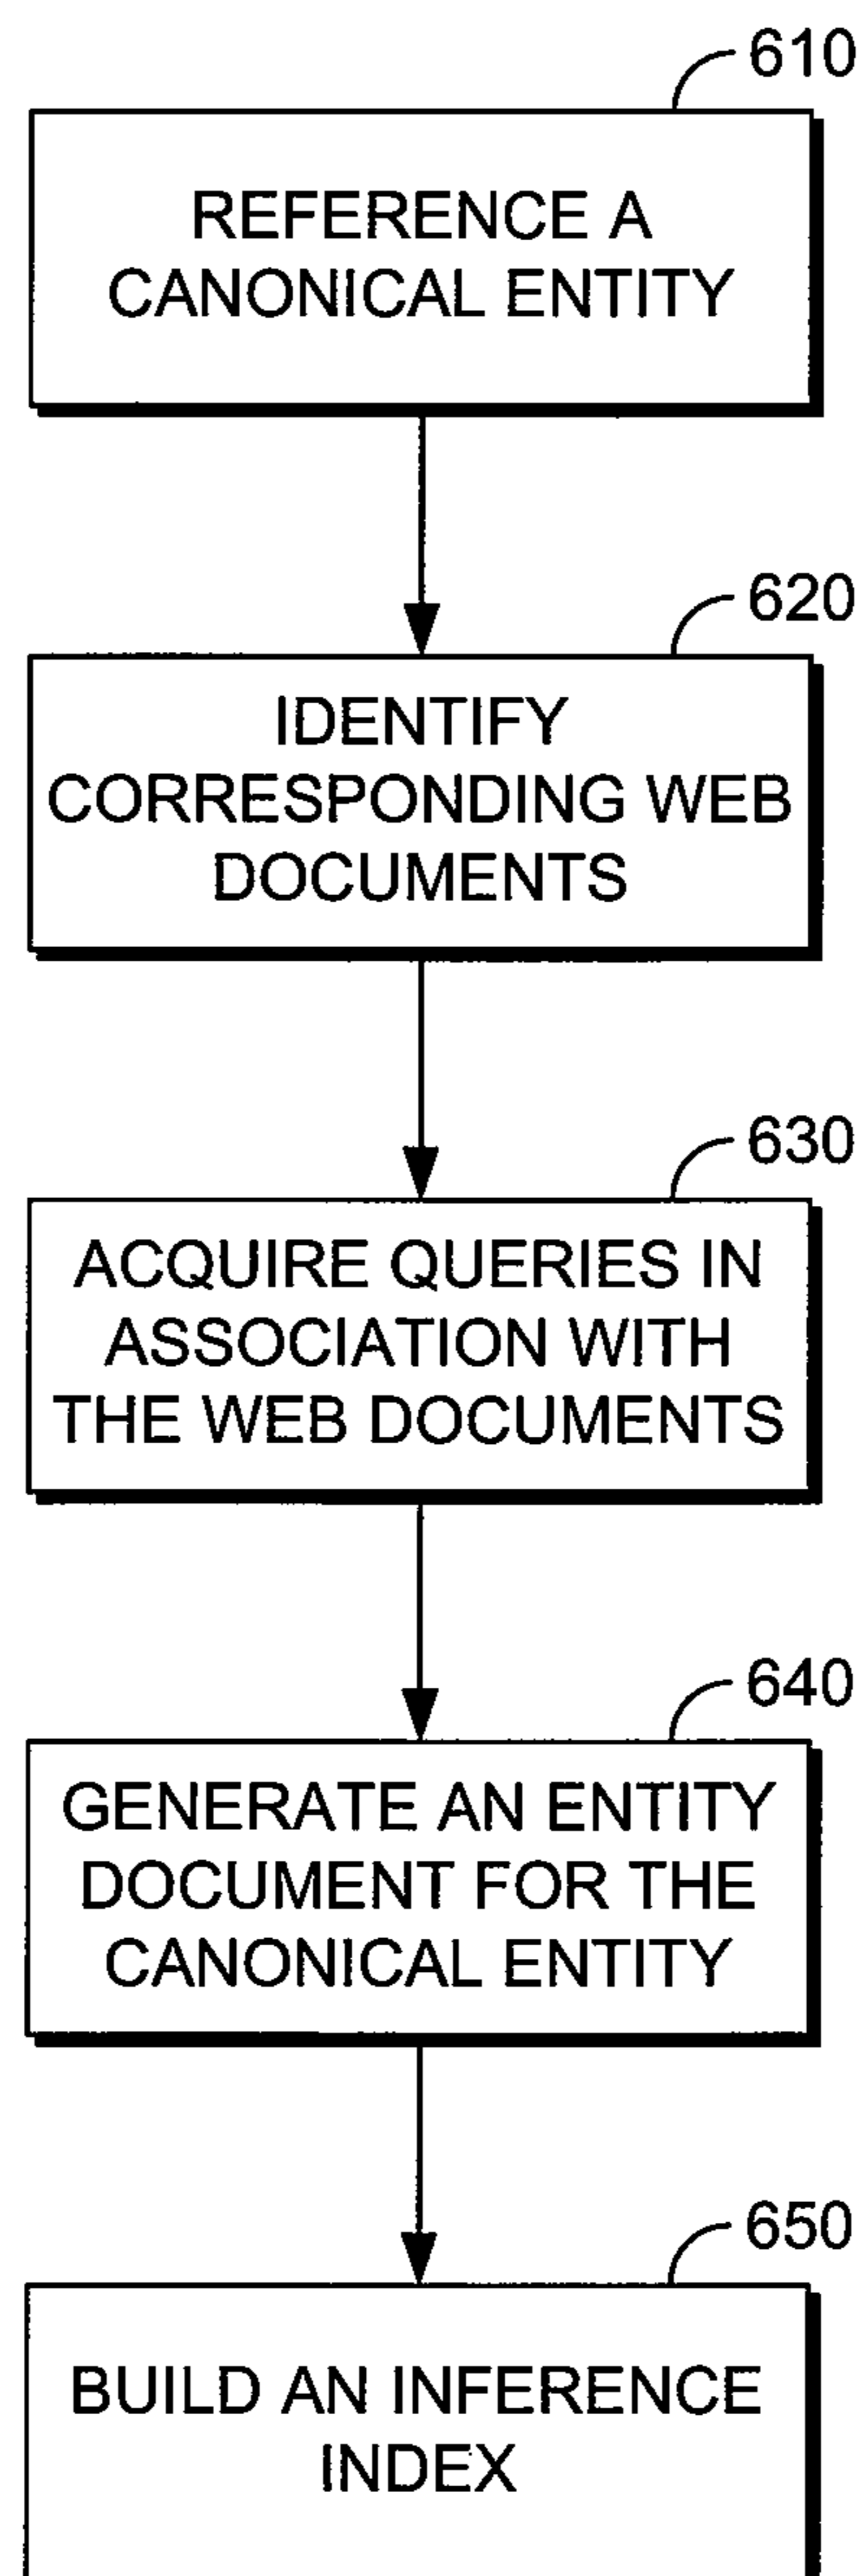 610
REFERENCE A
CANONICAL ENTITY
620
IDENTIFY
CORRESPONDING WEB
DOCUMENTS
630
ACQUIRE QUERIES IN
ASSOCIATION WITH
THE WEB DOCUMENTS
640
GENERATE AN ENTITY
DOCUMENT FOR THE
CANONICAL ENTITY
650
BUILD AN INFERENCE
INDEX